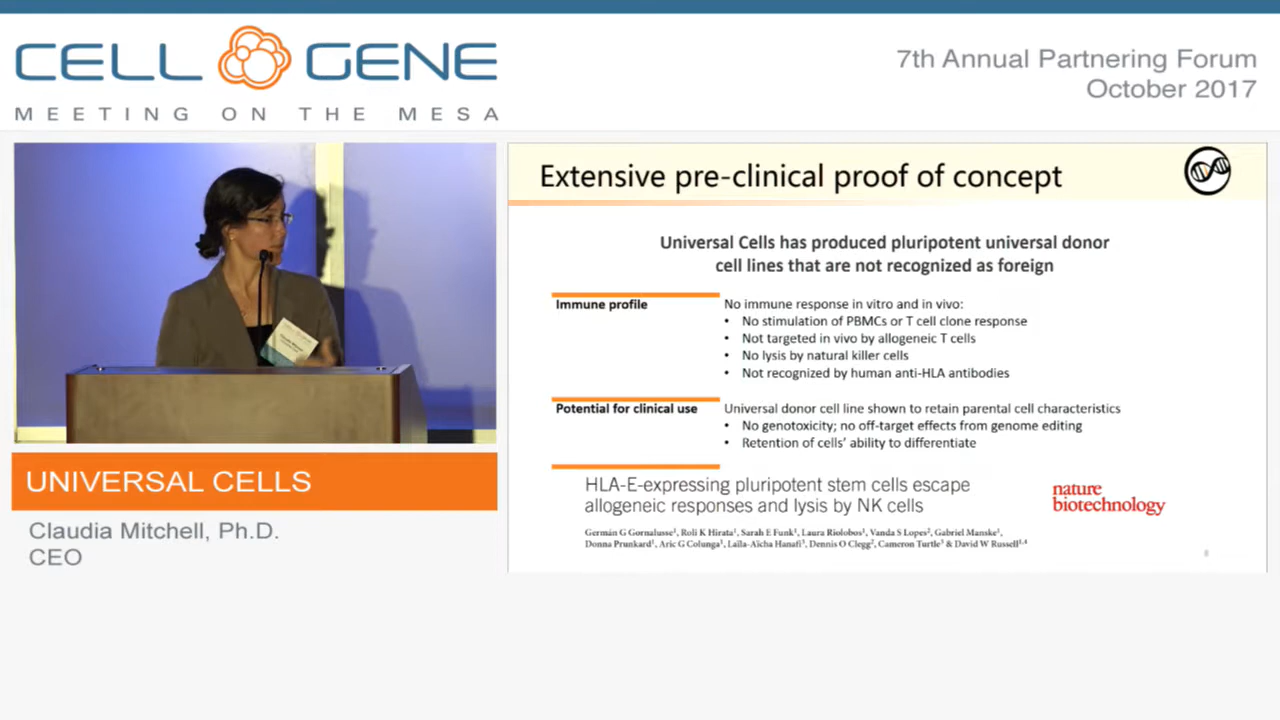 CELL GENE
MEETING ON THE MESA
7th Annual Partnering Forum
October 2017
Extensive pre-clinical proof of concept
Universal Cells has produced pluripotent universal donor
cell lines that are not recognized as foreign
Immune profile
No immune response in vitro and in vivo:
• No stimulation of PBMCs or T cell clone response
• Not targeted in vivo by allogeneic T cells
• No lysis by natural killer cells
• Not recognized by human anti-HLA antibodies
Potential for clinical use
Universal donor cell line shown to retain parental cell characteristics
• No genotoxicity; no off-target effects from genome editing
• Retention of cells' ability to differentiate
HLA-E-expressing pluripotent stem cells escape
allogeneic responses and lysis by NK cells
nature
biotechnology
Germán G Gornalusse¹, Roli K Hirata¹, Sarah E Funk¹, Laura Riolobos¹, Vanda S Lopes², Gabriel Manske¹,
Donna Prunkard¹, Aric G Colunga¹, Laïla-Aïcha Hanafi³, Dennis O Clegg², Cameron Turtle³ & David W Russell¹,⁴
8
UNIVERSAL CELLS
Claudia Mitchell, Ph.D.
CEO